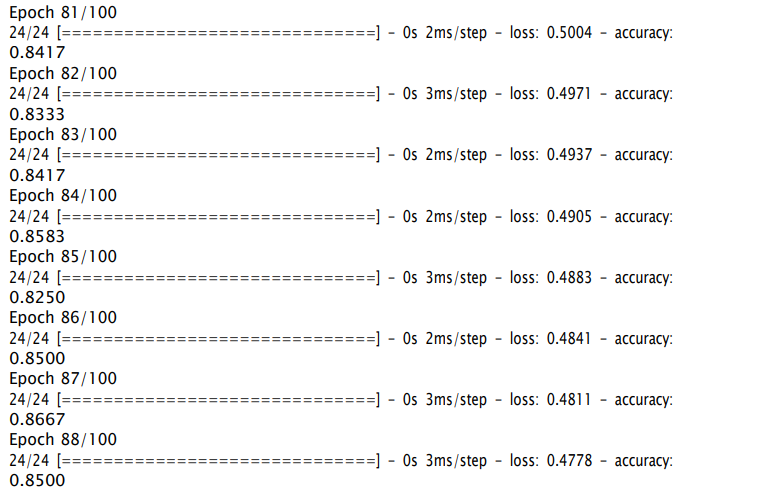 Epoch 81/100
24/24 [==============================] - 0s 2ms/step - loss: 0.5004 - accuracy:
0.8417
Epoch 82/100
24/24 [==============================] - 0s 3ms/step - loss: 0.4971 - accuracy:
0.8333
Epoch 83/100
24/24 [==============================] - 0s 2ms/step - loss: 0.4937 - accuracy:
0.8417
Epoch 84/100
24/24 [==============================] - 0s 2ms/step - loss: 0.4905 - accuracy:
0.8583
Epoch 85/100
24/24 [==============================] - 0s 3ms/step - loss: 0.4883 - accuracy:
0.8250
Epoch 86/100
24/24 [==============================] - 0s 2ms/step - loss: 0.4841 - accuracy:
0.8500
Epoch 87/100
24/24 [==============================] - 0s 3ms/step - loss: 0.4811 - accuracy:
0.8667
Epoch 88/100
24/24 [==============================] - 0s 3ms/step - loss: 0.4778 - accuracy:
0.8500